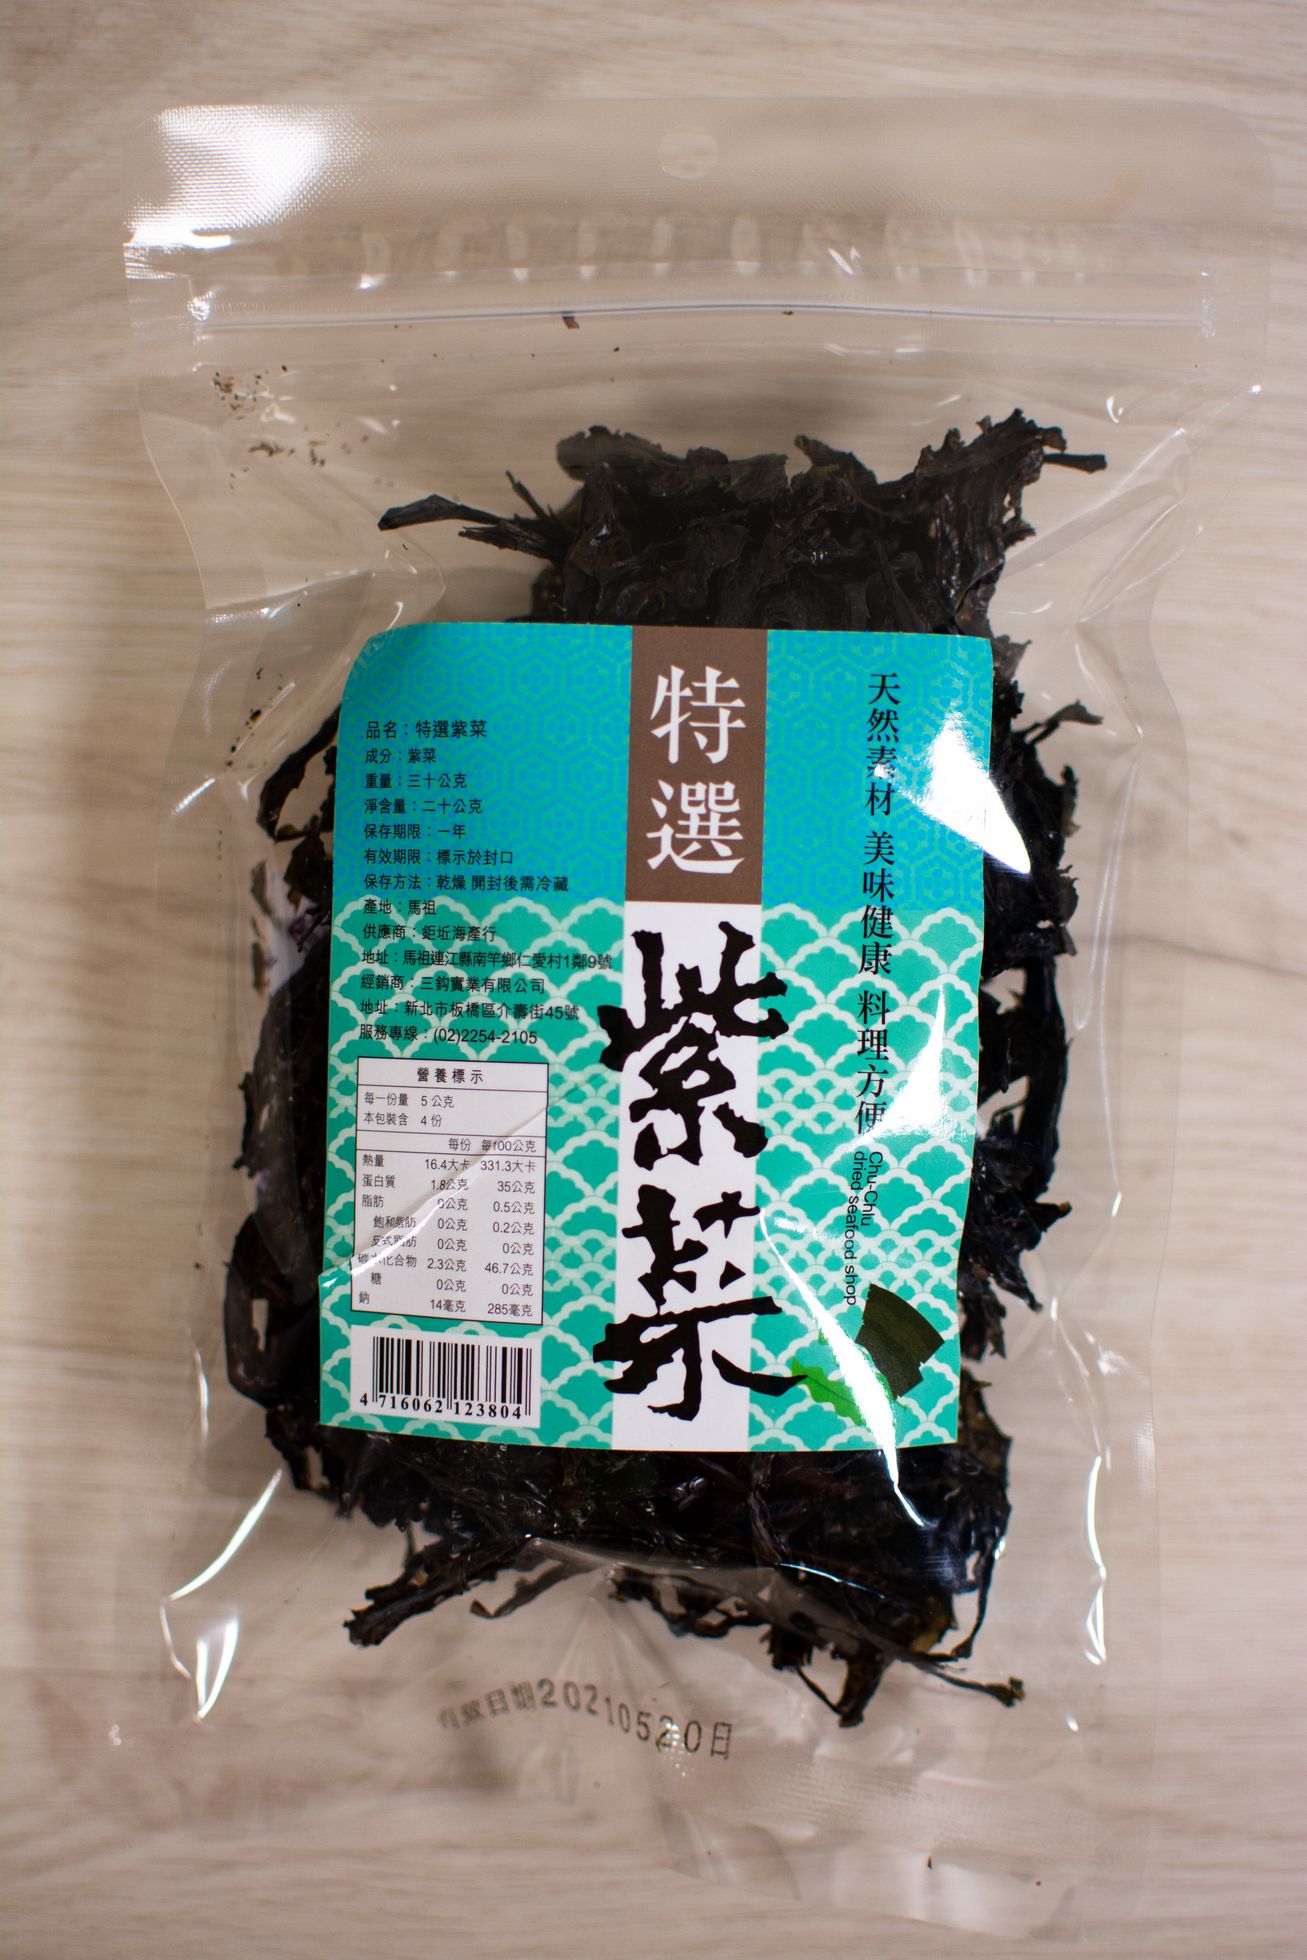 特選
紫菜
天然素材 美味健康 料理方便
Chu-Chlu
dried seafood shop
品名：特選紫菜
成分：紫菜
重量：三十公克
淨含量：二十公克
保存期限：一年
有效期限：標示於封口
保存方法：乾燥 開封後需冷藏
產地：馬祖
供應商：鉅坵海產行
地址：馬祖連江縣南竿鄉仁愛村1鄰9號
經銷商：三鈎實業有限公司
地址：新北市板橋區介壽街45號
服務專線：(02)2254-2105
營養標示
每一份量 5公克
本包裝含 4份
每份 每100公克
熱量 16.4大卡 331.3大卡
蛋白質 1.8公克 35公克
脂肪 0公克 0.5公克
飽和脂肪 0公克 0.2公克
反式脂肪 0公克 0公克
碳水化合物 2.3公克 46.7公克
糖 0公克 0公克
鈉 14毫克 285毫克
4 716062 123804
有效日期20210520日